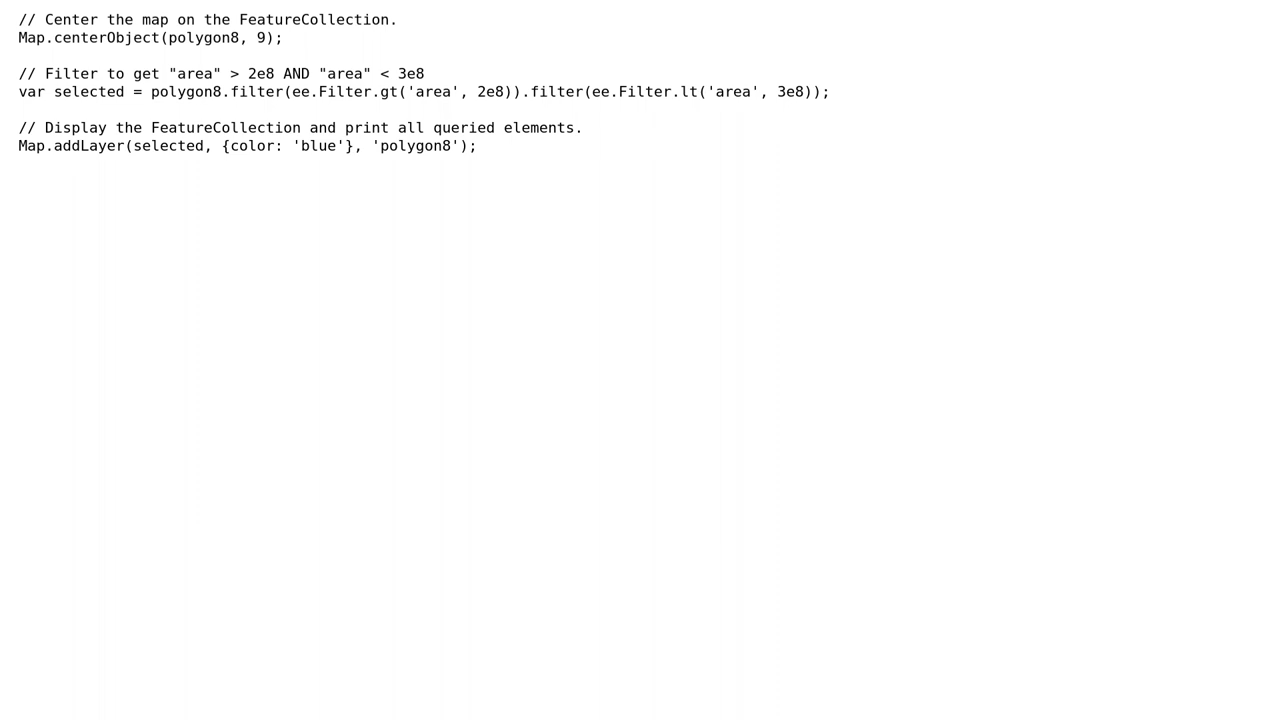 // Center the map on the FeatureCollection.
Map.centerObject(polygon8, 9);
// Filter to get "area" > 2e8 AND "area" < 3e8
var selected = polygon8.filter(ee.Filter.gt('area', 2e8)).filter(ee.Filter.lt('area', 3e8));
// Display the FeatureCollection and print all queried elements.
Map.addLayer(selected, {color: 'blue'}, 'polygon8');